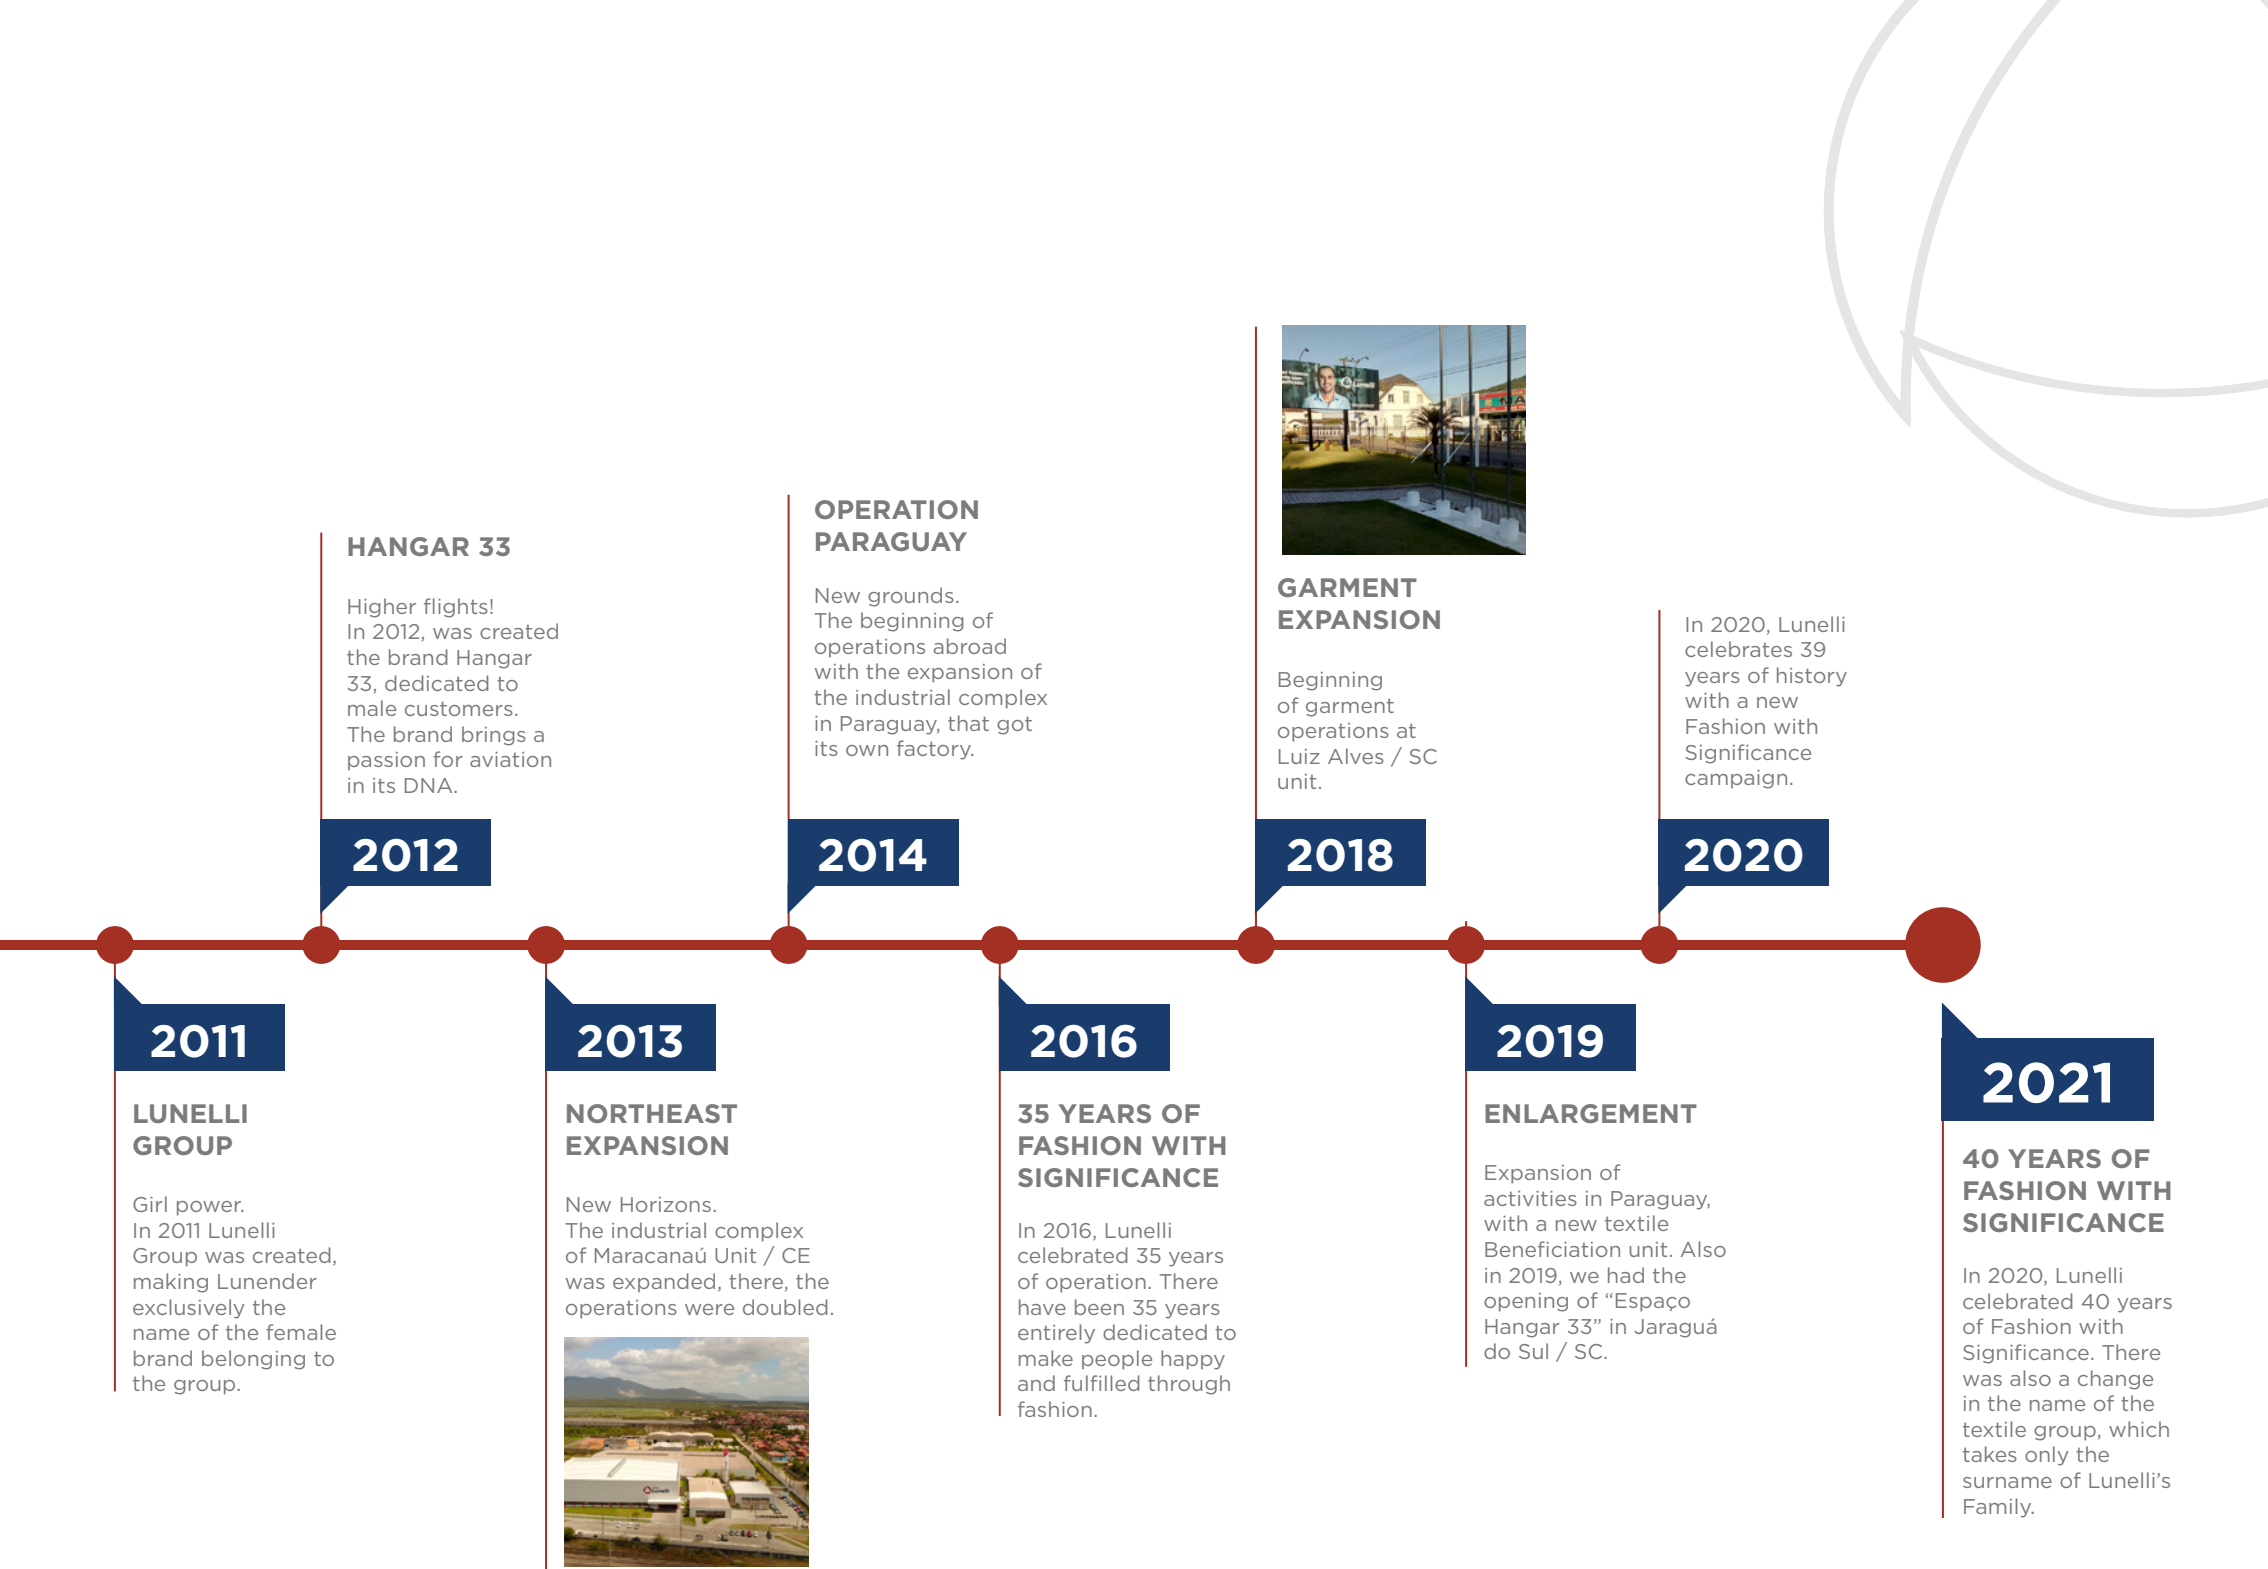 HANGAR 33
Higher flights!
In 2012, was created
the brand Hangar
33, dedicated to
male customers.
The brand brings a
passion for aviation
in its DNA.
2012
OPERATION
PARAGUAY
New grounds.
The beginning of
operations abroad
with the expansion of
the industrial complex
in Paraguay, that got
its own factory.
2014
Lunelli
GARMENT
EXPANSION
Beginning
of garment
operations at
Luiz Alves / SC
unit.
2018
In 2020, Lunelli
celebrates 39
years of history
with a new
Fashion with
Significance
campaign.
2020
2011
LUNELLI
GROUP
Girl power.
In 2011 Lunelli
Group was created,
making Lunender
exclusively the
name of the female
brand belonging to
the group.
2013
NORTHEAST
EXPANSION
New Horizons.
The industrial complex
of Maracanaú Unit / CE
was expanded, there, the
operations were doubled.
Lunelli
2016
35 YEARS OF
FASHION WITH
SIGNIFICANCE
In 2016, Lunelli
celebrated 35 years
of operation. There
have been 35 years
entirely dedicated to
make people happy
and fulfilled through
fashion.
2019
ENLARGEMENT
Expansion of
activities in Paraguay,
with a new textile
Beneficiation unit. Also
in 2019, we had the
opening of “Espaço
Hangar 33” in Jaraguá
do Sul / SC.
2021
40 YEARS OF
FASHION WITH
SIGNIFICANCE
In 2020, Lunelli
celebrated 40 years
of Fashion with
Significance. There
was also a change
in the name of the
textile group, which
takes only the
surname of Lunelli’s
Family.